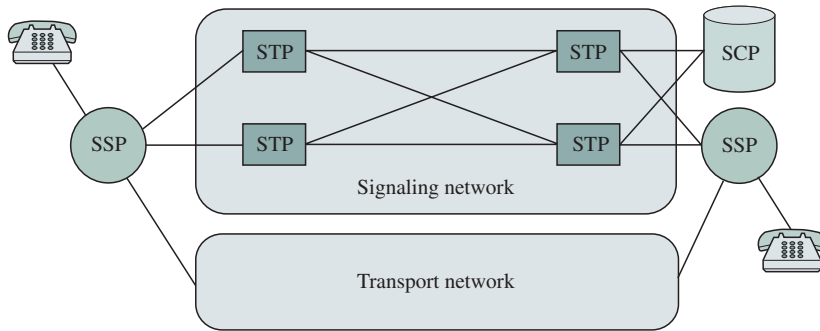 STP
STP
SCP
SSP
STP
STP
SSP
Signaling network
Transport network